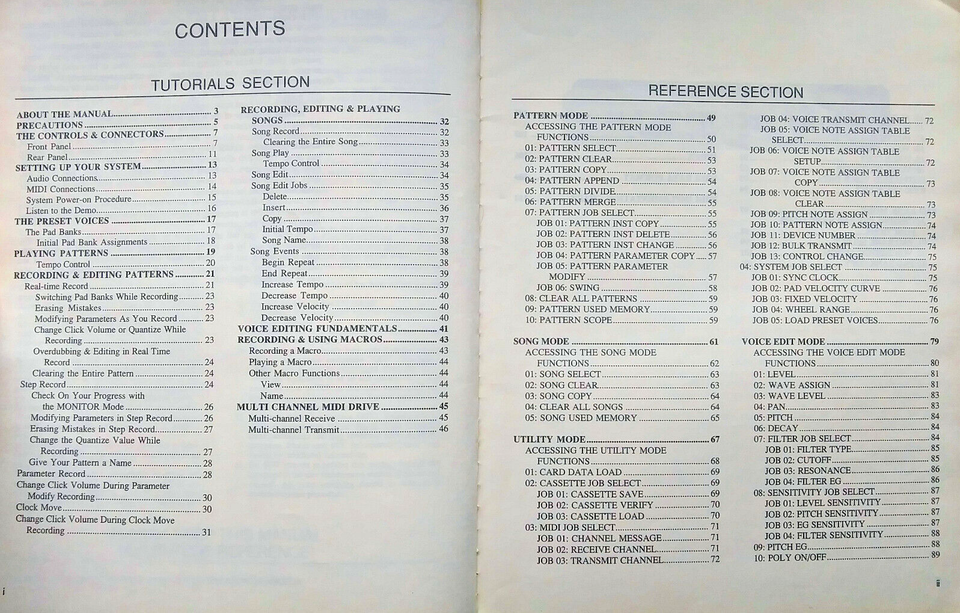 CONTENTS
TUTORIALS SECTION
ABOUT THE MANUAL 3
PRECAUTIONS 5
THE CONTROLS & CONNECTORS 7
Front Panel 7
Rear Panel 11
SETTING UP YOUR SYSTEM 13
Audio Connections 13
MIDI Connections 14
System Power-on Procedure 15
Listen to the Demo 16
THE PRESET VOICES 17
The Pad Banks 17
Initial Pad Bank Assignments 18
PLAYING PATTERNS 19
Tempo Control 20
RECORDING & EDITING PATTERNS 21
Real-time Record 21
Switching Pad Banks While Recording 23
Erasing Mistakes 23
Modifying Parameters As You Record 23
Change Click Volume or Quantize While
Recording 23
Overdubbing & Editing in Real Time
Record 24
Clearing the Entire Pattern 24
Step Record 24
Check On Your Progress with
the MONITOR Mode 26
Modifying Parameters in Step Record 26
Erasing Mistakes in Step Record 27
Change the Quantize Value While
Recording 27
Give Your Pattern a Name 28
Parameter Record 28
Change Click Volume During Parameter
Modify Recording 30
Clock Move 30
Change Click Volume During Clock Move
Recording 31
RECORDING, EDITING & PLAYING
SONGS 32
Song Record 32
Clearing the Entire Song 33
Song Play 33
Tempo Control 34
Song Edit 34
Song Edit Jobs 35
Delete 35
Insert 36
Copy 37
Initial Tempo 37
Song Name 38
Song Events 38
Begin Repeat 38
End Repeat 39
Increase Tempo 39
Decrease Tempo 40
Increase Velocity 40
Decrease Velocity 40
VOICE EDITING FUNDAMENTALS 41
RECORDING & USING MACROS 43
Recording a Macro 43
Playing a Macro 44
Other Macro Functions 44
View 44
Name 44
MULTI CHANNEL MIDI DRIVE 45
Multi-channel Receive 45
Multi-channel Transmit 46
i
REFERENCE SECTION
PATTERN MODE 49
ACCESSING THE PATTERN MODE
FUNCTIONS 50
01: PATTERN SELECT 51
02: PATTERN CLEAR 53
03: PATTERN COPY 53
04: PATTERN APPEND 54
05: PATTERN DIVIDE 54
06: PATTERN MERGE 55
07: PATTERN JOB SELECT 55
JOB 01: PATTERN INST COPY 55
JOB 02: PATTERN INST DELETE 56
JOB 03: PATTERN INST CHANGE 56
JOB 04: PATTERN PARAMETER COPY 57
JOB 05: PATTERN PARAMETER
MODIFY 57
JOB 06: SWING 58
08: CLEAR ALL PATTERNS 59
09: PATTERN USED MEMORY 59
10: PATTERN SCOPE 59
SONG MODE 61
ACCESSING THE SONG MODE
FUNCTIONS 62
01: SONG SELECT 63
02: SONG CLEAR 63
03: SONG COPY 64
04: CLEAR ALL SONGS 64
05: SONG USED MEMORY 65
UTILITY MODE 67
ACCESSING THE UTILITY MODE
FUNCTIONS 68
01: CARD DATA LOAD 69
02: CASSETTE JOB SELECT 69
JOB 01: CASSETTE SAVE 69
JOB 02: CASSETTE VERIFY 70
JOB 03: CASSETTE LOAD 70
03: MIDI JOB SELECT 71
JOB 01: CHANNEL MESSAGE 71
JOB 02: RECEIVE CHANNEL 71
JOB 03: TRANSMIT CHANNEL 72
JOB 04: VOICE TRANSMIT CHANNEL 72
JOB 05: VOICE NOTE ASSIGN TABLE
SELECT 72
JOB 06: VOICE NOTE ASSIGN TABLE
SETUP 72
JOB 07: VOICE NOTE ASSIGN TABLE
COPY 73
JOB 08: VOICE NOTE ASSIGN TABLE
CLEAR 73
JOB 09: PITCH NOTE ASSIGN 73
JOB 10: PATTERN NOTE ASSIGN 74
JOB 11: DEVICE NUMBER 74
JOB 12: BULK TRANSMIT 74
JOB 13: CONTROL CHANGE 75
04: SYSTEM JOB SELECT 75
JOB 01: SYNC CLOCK 75
JOB 02: PAD VELOCITY CURVE 76
JOB 03: FIXED VELOCITY 76
JOB 04: WHEEL RANGE 76
JOB 05: LOAD PRESET VOICES 76
VOICE EDIT MODE 79
ACCESSING THE VOICE EDIT MODE
FUNCTIONS 80
01: LEVEL 81
02: WAVE ASSIGN 81
03: WAVE LEVEL 83
04: PAN 83
05: PITCH 84
06: DECAY 84
07: FILTER JOB SELECT 84
JOB 01: FILTER TYPE 85
JOB 02: CUTOFF 85
JOB 03: RESONANCE 86
JOB 04: FILTER EG 86
08: SENSITIVITY JOB SELECT 87
JOB 01: LEVEL SENSITIVITY 87
JOB 02: PITCH SENSITIVITY 87
JOB 03: EG SENSITIVITY 87
JOB 04: FILTER SENSITIVITY 88
09: PITCH EG 88
10: POLY ON/OFF 89
ii